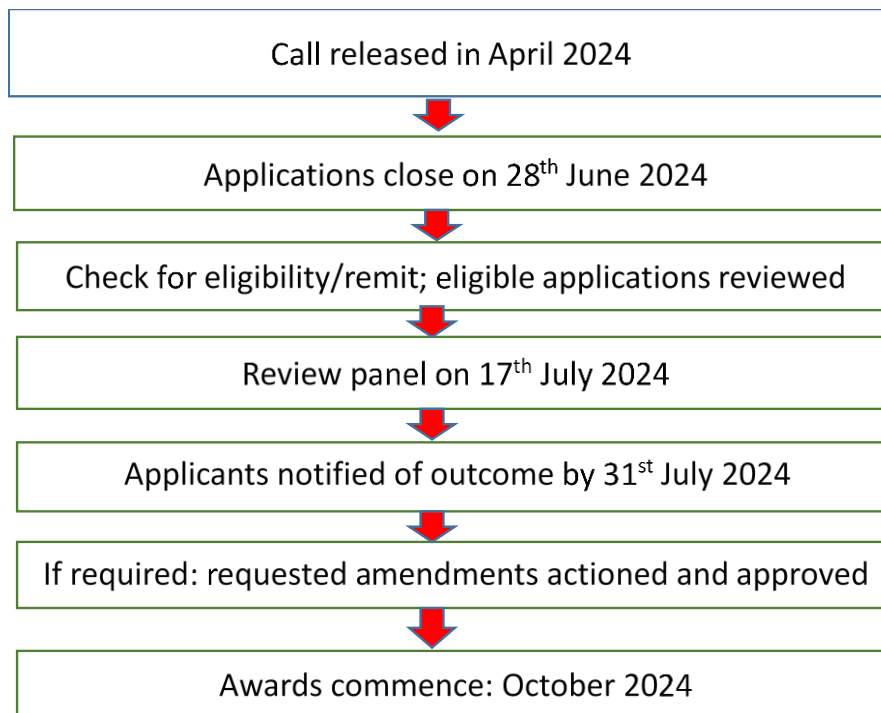 Call released in April 2024
Applications close on 28th June 2024
Check for eligibility/remit; eligible applications reviewed
Review panel on 17th July 2024
Applicants notified of outcome by 31st July 2024
If required: requested amendments actioned and approved
Awards commence: October 2024